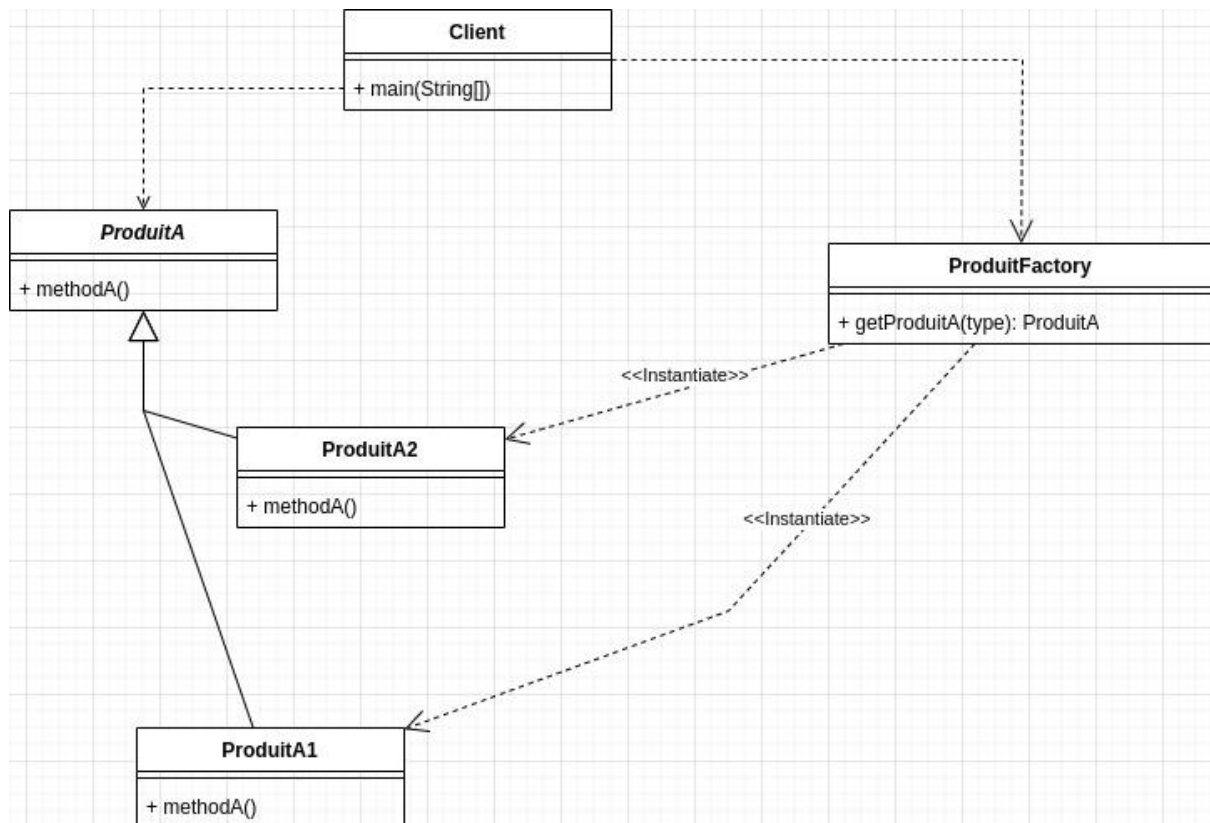 Client
+ main(String[])
ProduitA
+ methodA()
ProduitFactory
+ getProduitA(type): ProduitA
<<Instantiate>>
ProduitA2
+ methodA()
<<Instantiate>>
ProduitA1
+ methodA()